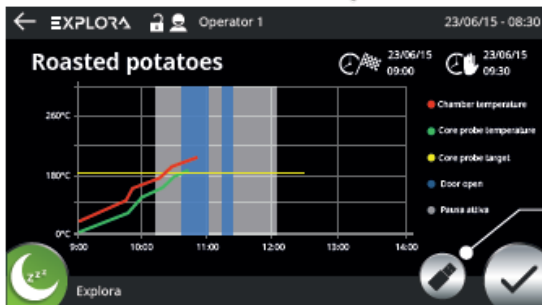 EXPLORA Operator 1 23/06/15 - 08:30
Roasted potatoes
23/06/15
09:00
23/06/15
09:30
260°C
180°C
0°C
9:00 10:00 11:00 12:00 13:00 14:00
Chamber temperature
Core probe temperature
Core probe target
Door open
Pausa attiva
zzz
Explora